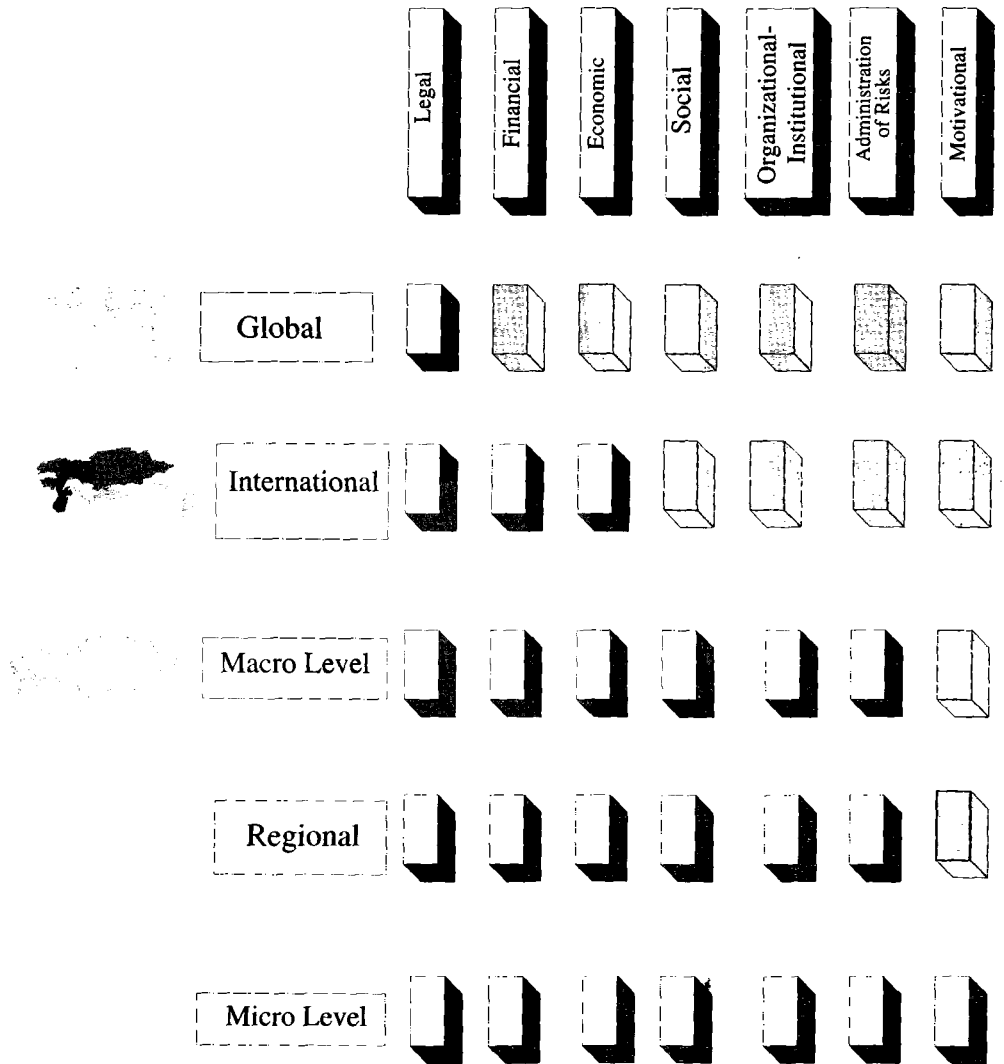 Legal
Financial
Economic
Social
Organizational-
Institutional
Administration
of Risks
Motivational
Global
International
Macro Level
Regional
Micro Level